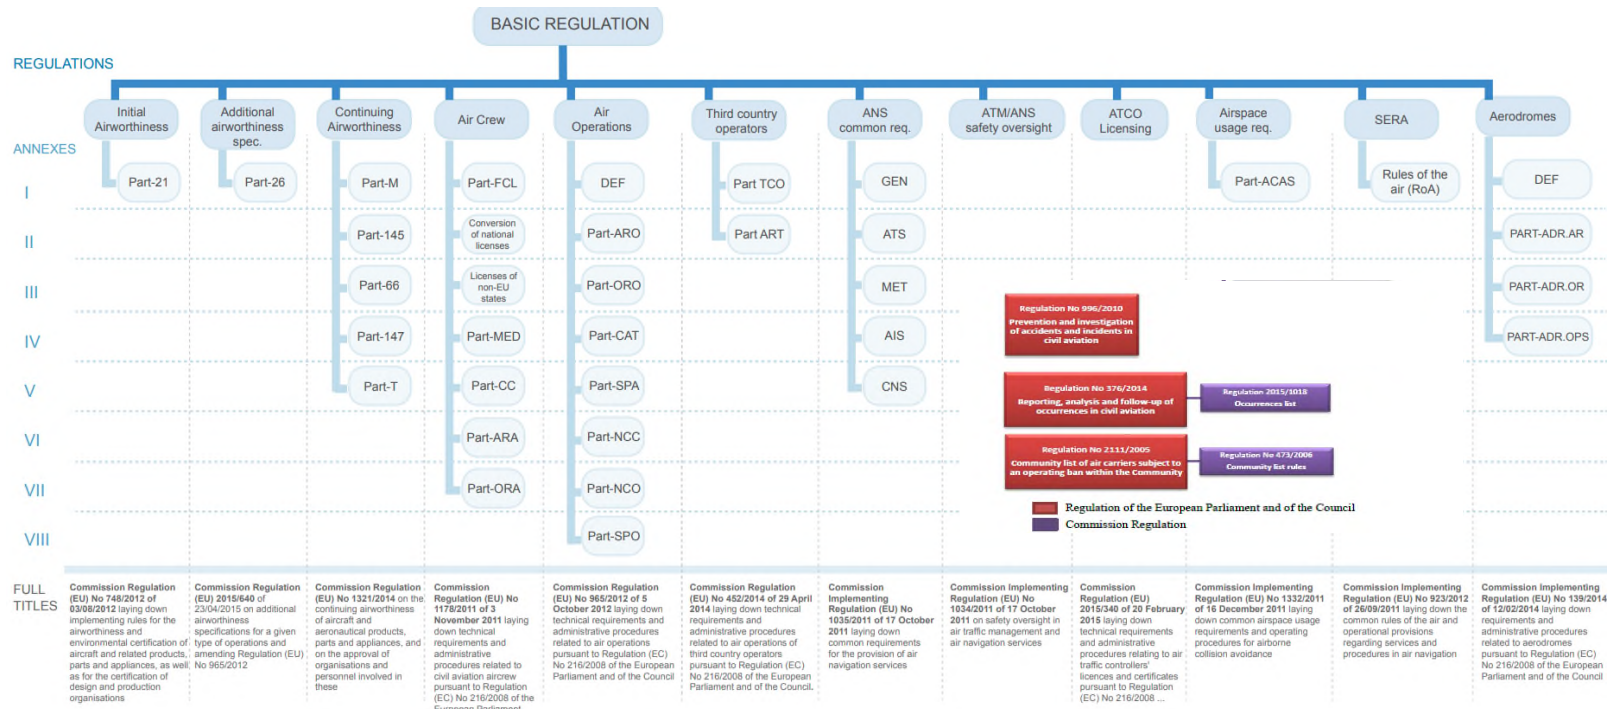 BASIC REGULATION
REGULATIONS
Initial
Airworthiness
Additional
airworthiness
spec.
Continuing
Airworthiness
Air Crew
Air
Operations
Third country
operators
ANS
common req.
ATM/ANS
safety oversight
ATCO
Licensing
Airspace
usage req.
SERA
Aerodromes
ANNEXES
I
Part-21
Part-26
Part-M
Part-FCL
DEF
Part TCO
GEN
Part-ACAS
Rules of the
air (RoA)
DEF
II
Part-145
Conversion
of national
licenses
Part-ARO
Part ART
ATS
PART-ADR.AR
III
Part-66
Licenses of
non-EU
states
Part-ORO
MET
PART-ADR.OR
IV
Part-147
Part-MED
Part-CAT
AIS
PART-ADR.OPS
V
Part-T
Part-CC
Part-SPA
CNS
VI
Part-ARA
Part-NCC
VII
Part-ORA
Part-NCO
VIII
Part-SPO
Regulation No 996/2010
Prevention and investigation
of accidents and incidents in
civil aviation
Regulation No 376/2014
Reporting, analysis and follow-up of
occurrences in civil aviation
Regulation 2015/1018
Occurrences list
Regulation No 2111/2005
Community list of air carriers subject to
an operating ban within the Community
Regulation No 473/2006
Community list rules
Regulation of the European Parliament and of the Council
Commission Regulation
FULL
TITLES
Commission Regulation
(EU) No 748/2012 of
03/08/2012 laying down
implementing rules for the
airworthiness and
environmental certification of
aircraft and related products,
parts and appliances, as well
as for the certification of
design and production
organisations
Commission Regulation
(EU) 2015/640 of
23/04/2015 on additional
airworthiness
specifications for a given
type of operations and
amending Regulation (EU)
No 965/2012
Commission Regulation
(EU) No 1321/2014 on the
continuing airworthiness
of aircraft and
aeronautical products,
parts and appliances, and
on the approval of
organisations and
personnel involved in
these
Commission
Regulation (EU) No
1178/2011 of 3
November 2011 laying
down technical
requirements and
administrative
procedures related to
civil aviation aircrew
pursuant to Regulation
(EC) No 216/2008 of the
European Parliament
Commission Regulation
(EU) No 965/2012 of 5
October 2012 laying down
technical requirements and
administrative procedures
related to air operations
pursuant to Regulation (EC)
No 216/2008 of the European
Parliament and of the Council
Commission Regulation
(EU) No 452/2014 of 29 April
2014 laying down technical
requirements and
administrative procedures
related to air operations of
third country operators
pursuant to Regulation (EC)
No 216/2008 of the European
Parliament and of the Council.
Commission
Implementing
Regulation (EU) No
1035/2011 of 17 October
2011 laying down
common requirements
for the provision of air
navigation services
Commission Implementing
Regulation (EU) No
1034/2011 of 17 October
2011 on safety oversight in
air traffic management and
air navigation services
Commission
Regulation (EU)
2015/340 of 20 February
2015 laying down
technical requirements
and administrative
procedures relating to air
traffic controllers'
licences and certificates
pursuant to Regulation
(EC) No 216/2008 ...
Commission Implementing
Regulation (EU) No 1332/2011
of 16 December 2011 laying
down common airspace usage
requirements and operating
procedures for airborne
collision avoidance
Commission Implementing
Regulation (EU) No 923/2012
of 26/09/2011 laying down the
common rules of the air and
operational provisions
regarding services and
procedures in air navigation
Commission Implementing
Regulation (EU) No 139/2014
of 12/02/2014 laying down
requirements and
administrative procedures
related to aerodromes
pursuant to Regulation (EC)
No 216/2008 of the European
Parliament and of the Council